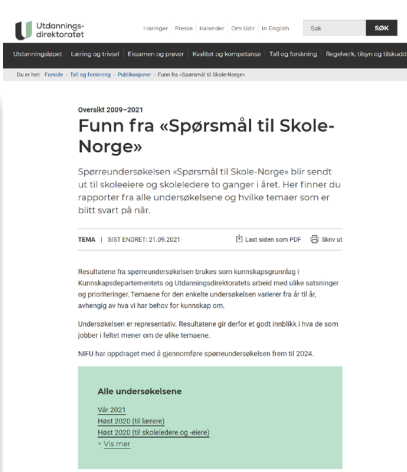 Utdannings-
direktoratet
Høringer Presse Kalender Om Udir In English
Søk
SØK
Utdanningsløpet Læring og trivsel Eksamen og prøver Kvalitet og kompetanse Tall og forskning Regelverk, tilsyn og tilskudd
Du er her: Forside - Tall og forskning - Publikasjoner - Funn fra «Spørsmål til Skole-Norge»
Oversikt 2009–2021
Funn fra «Spørsmål til Skole-
Norge»
Spørreundersøkelsen «Spørsmål til Skole-Norge» blir sendt
ut til skoleeiere og skoleledere to ganger i året. Her finner du
rapporter fra alle undersøkelsene og hvilke temaer som er
blitt svart på når.
TEMA | SIST ENDRET: 21.09.2021
Last siden som PDF Skriv ut
Resultatene fra spørreundersøkelsen brukes som kunnskapsgrunnlag i
Kunnskapsdepartementets og Utdanningsdirektoratets arbeid med ulike satsninger
og prioriteringer. Temaene for den enkelte undersøkelsen varierer fra år til år,
avhengig av hva vi har behov for kunnskap om.
Undersøkelsen er representativ. Resultatene gir derfor et godt innblikk i hva de som
jobber i feltet mener om de ulike temaene.
NIFU har oppdraget med å gjennomføre spørreundersøkelsen frem til 2024.
Alle undersøkelsene
Vår 2021
Høst 2020 (til lærere)
Høst 2020 (til skoleledere og -eiere)
+ Vis mer